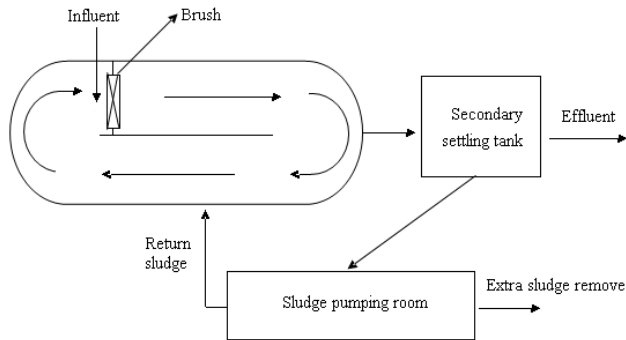 Influent
Brush
Secondary
settling tank
Effluent
Return
sludge
Sludge pumping room
Extra sludge remove